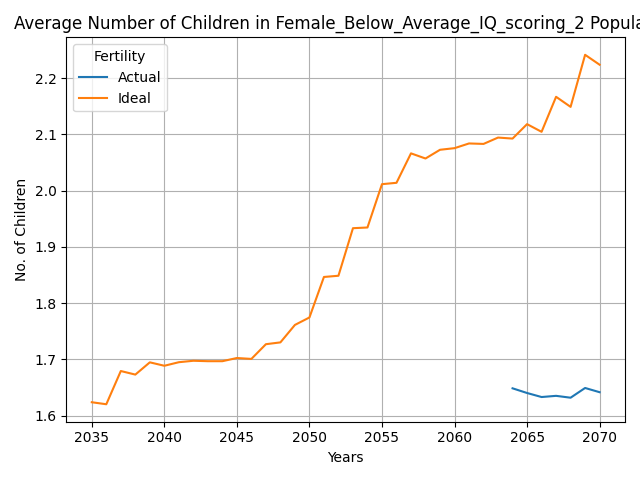 Average Number of Children in Female_Below_Average_IQ_scoring_2 Popula
Fertility
Actual
Ideal
No. of Children
2.2
2.1
2.0
1.9
1.8
1.7
1.6
2035 2040 2045 2050 2055 2060 2065 2070
Years